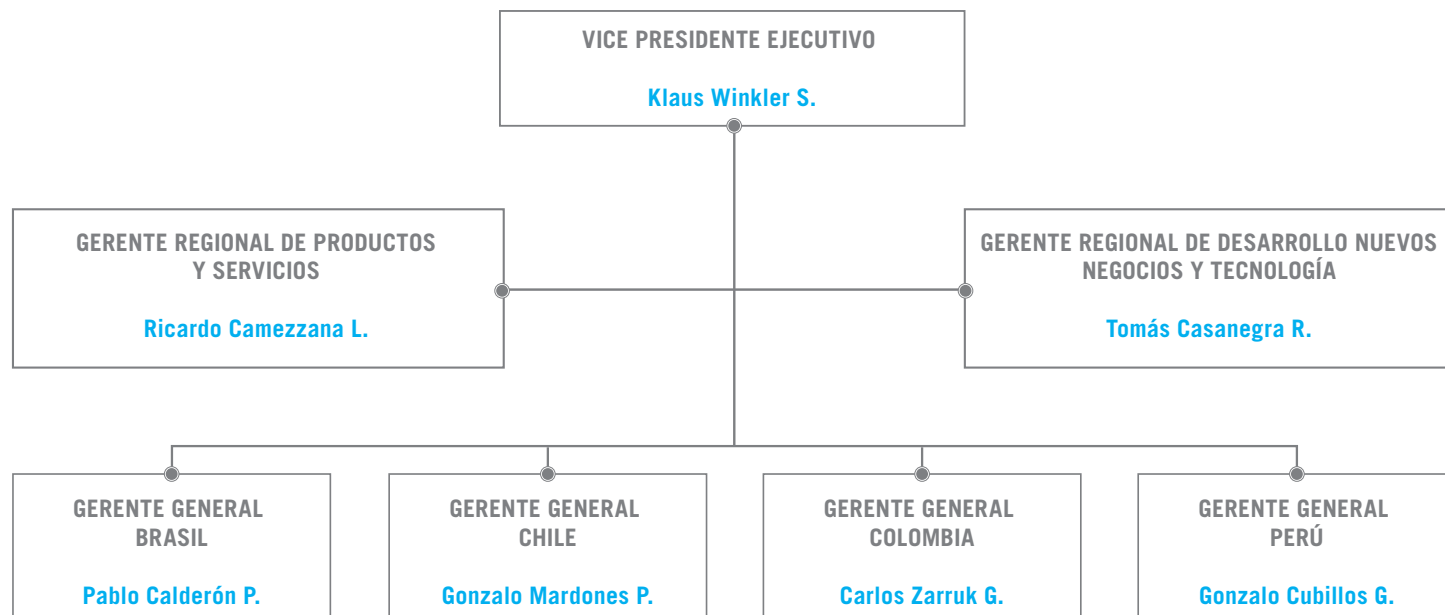 VICE PRESIDENTE EJECUTIVO
Klaus Winkler S.
GERENTE REGIONAL DE PRODUCTOS
Y SERVICIOS
Ricardo Camezzana L.
GERENTE REGIONAL DE DESARROLLO NUEVOS
NEGOCIOS Y TECNOLOGÍA
Tomás Casanegra R.
GERENTE GENERAL
BRASIL
Pablo Calderón P.
GERENTE GENERAL
CHILE
Gonzalo Mardones P.
GERENTE GENERAL
COLOMBIA
Carlos Zarruk G.
GERENTE GENERAL
PERÚ
Gonzalo Cubillos G.